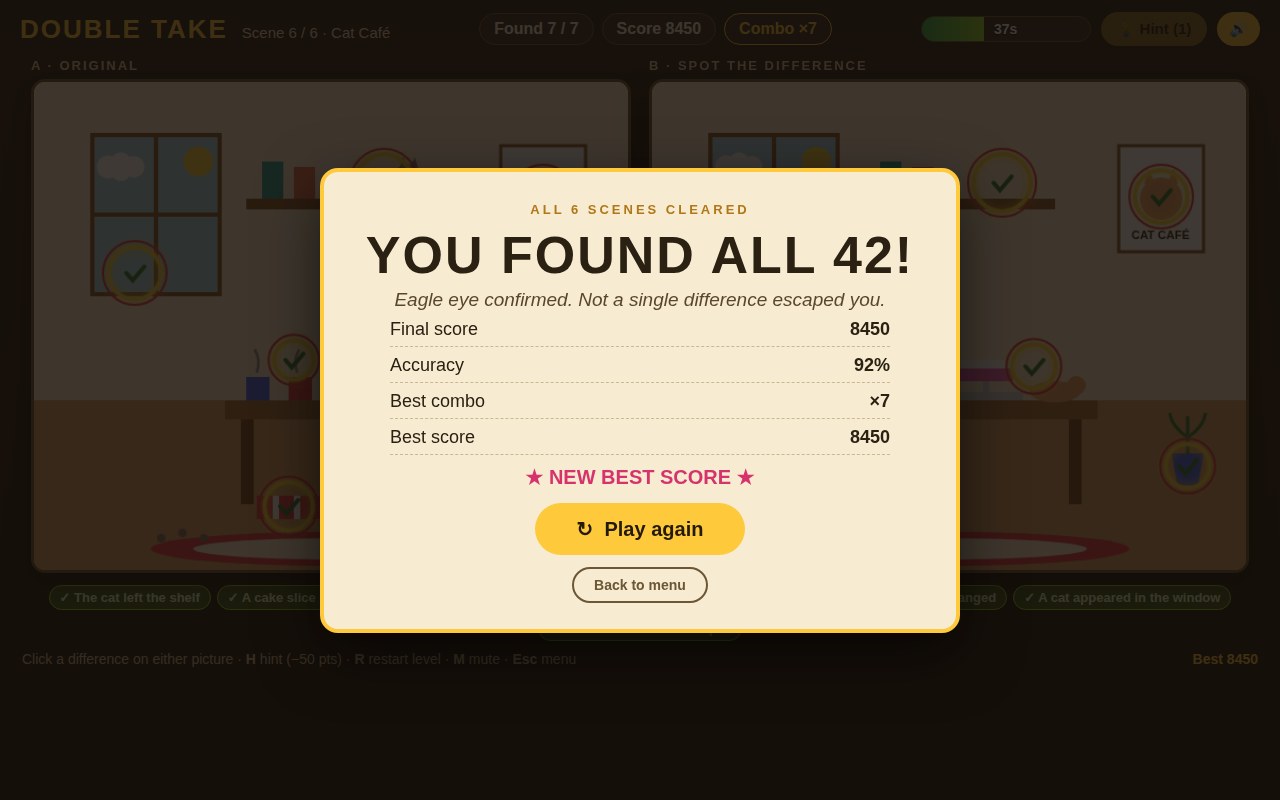 DOUBLE TAKE Scene 6 / 6 · Cat Café Found 7 / 7 Score 8450 Combo ×7 37s Hint (1)
A · ORIGINAL B · SPOT THE DIFFERENCE
CAT CAFÉ
ALL 6 SCENES CLEARED
YOU FOUND ALL 42!
Eagle eye confirmed. Not a single difference escaped you.
Final score 8450
Accuracy 92%
Best combo ×7
Best score 8450
★ NEW BEST SCORE ★
↻ Play again
Back to menu
✓ The cat left the shelf ✓ A cake slice ✓ A cat appeared in the window
Click a difference on either picture · H hint (−50 pts) · R restart level · M mute · Esc menu Best 8450